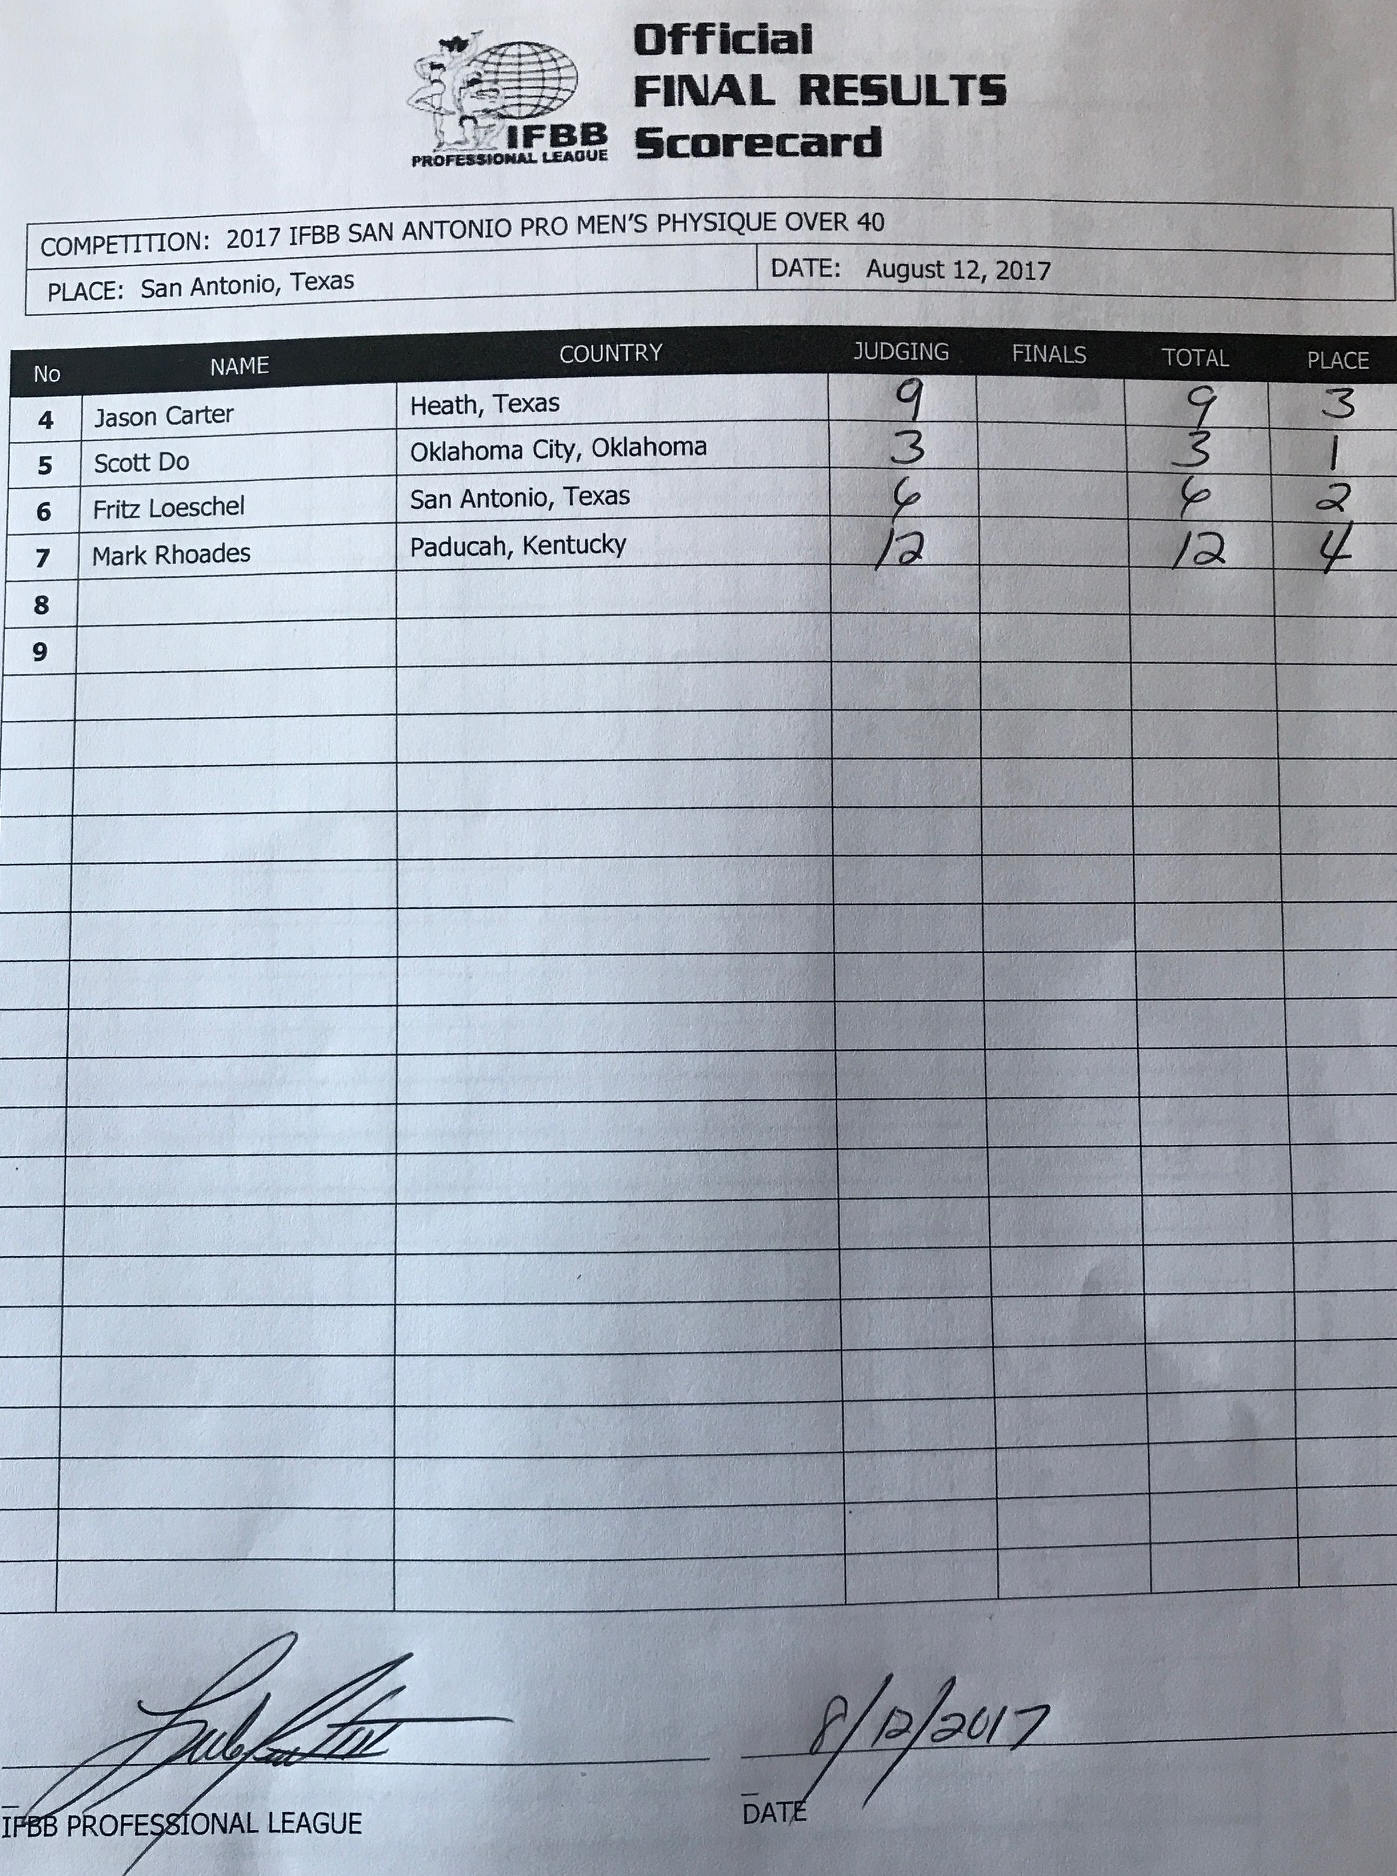 Official
FINAL RESULTS
Scorecard
IFBB
PROFESSIONAL LEAGUE
COMPETITION: 2017 IFBB SAN ANTONIO PRO MEN'S PHYSIQUE OVER 40
PLACE: San Antonio, Texas DATE: August 12, 2017
No NAME COUNTRY JUDGING FINALS TOTAL PLACE
4 Jason Carter Heath, Texas 9 9 3
5 Scott Do Oklahoma City, Oklahoma 3 3 1
6 Fritz Loeschel San Antonio, Texas 6 6 2
7 Mark Rhoades Paducah, Kentucky 12 12 4
8
9
8/12/2017
IFBB PROFESSIONAL LEAGUE DATE